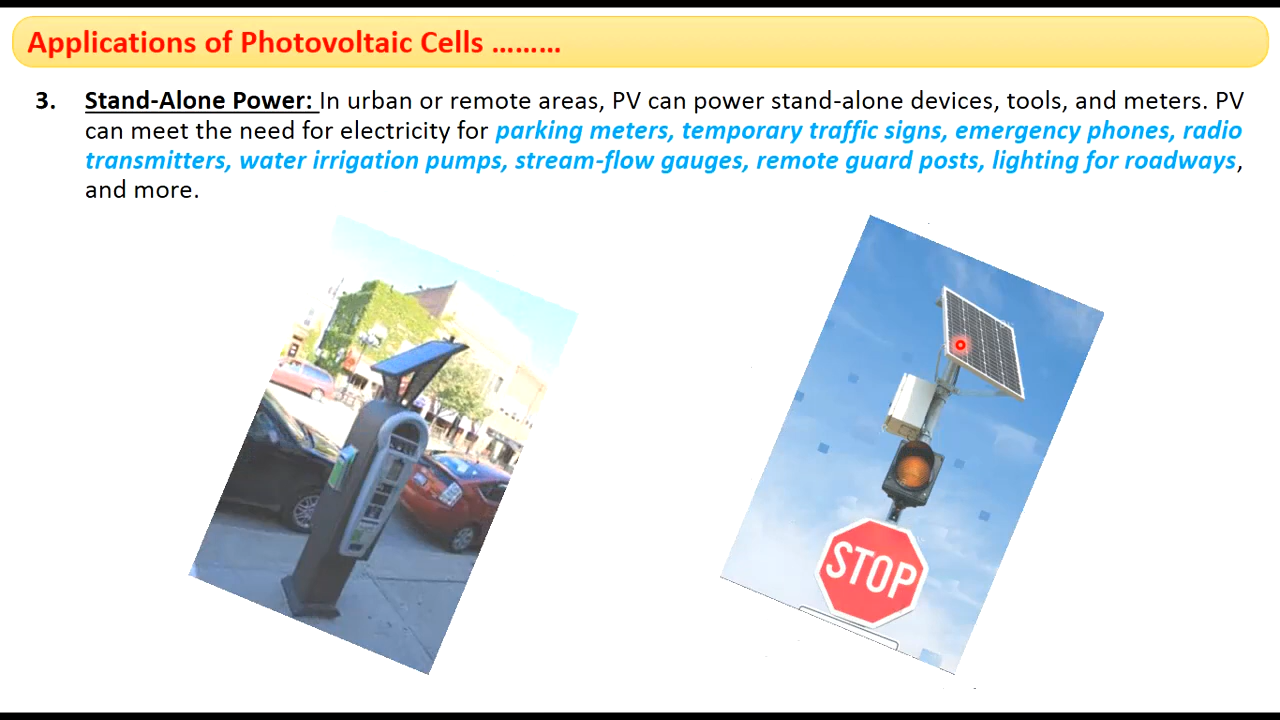 Applications of Photovoltaic Cells .........
3. Stand-Alone Power: In urban or remote areas, PV can power stand-alone devices, tools, and meters. PV
can meet the need for electricity for parking meters, temporary traffic signs, emergency phones, radio
transmitters, water irrigation pumps, stream-flow gauges, remote guard posts, lighting for roadways,
and more.
STOP